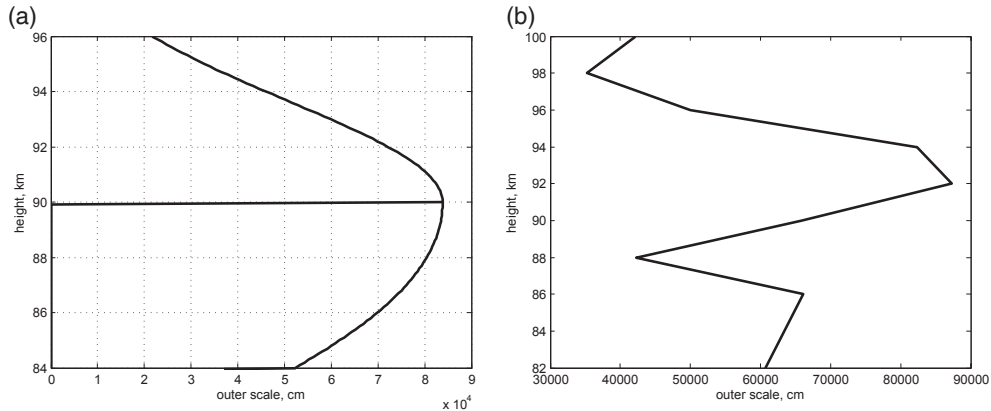 (a)
96
94
92
90
88
86
84
height, km
0 1 2 3 4 5 6 7 8 9
outer scale, cm
x 10^4
(b)
100
98
96
94
92
90
88
86
84
82
height, km
30000 40000 50000 60000 70000 80000 90000
outer scale, cm